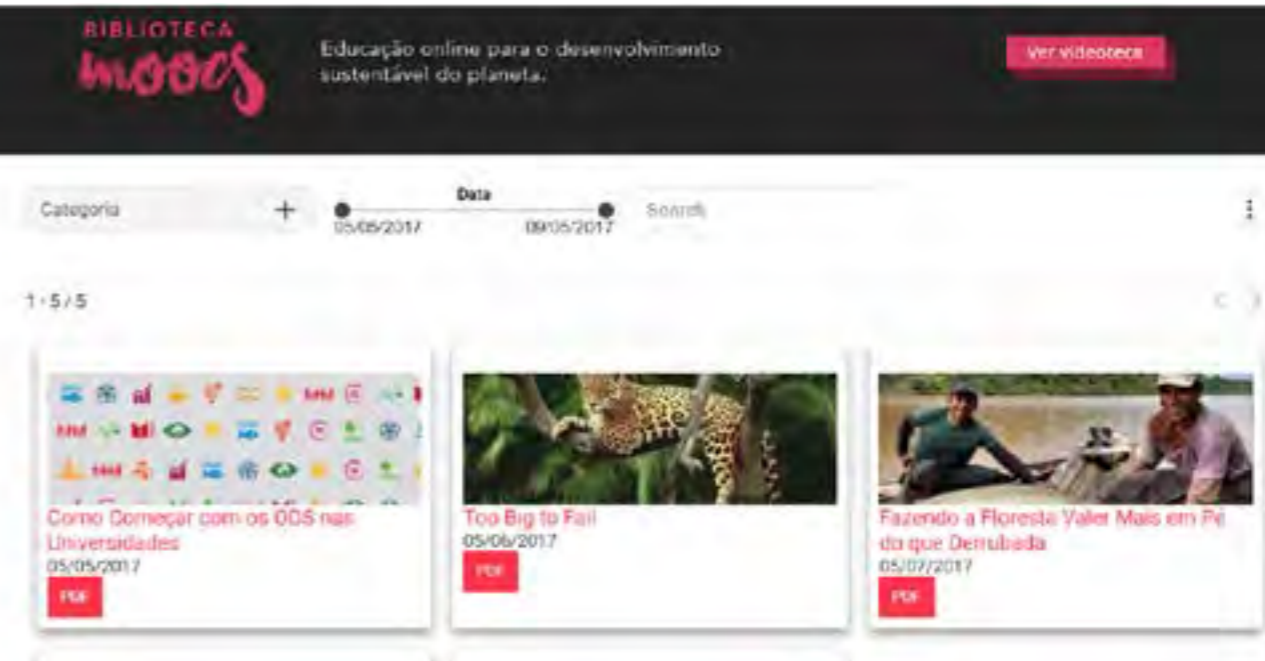 BIBLIOTECA
moocs
Educação online para o desenvolvimento
sustentável do planeta.
Ver videoteca
Categoria +
Data
05/05/2017
09/05/2017
Search
1 - 5 / 5
Como Começar com os ODS nas
Universidades
05/05/2017
PDF
Too Big to Fail
05/06/2017
PDF
Fazendo a Floresta Valer Mais em Pé
do que Derrubada
05/07/2017
PDF